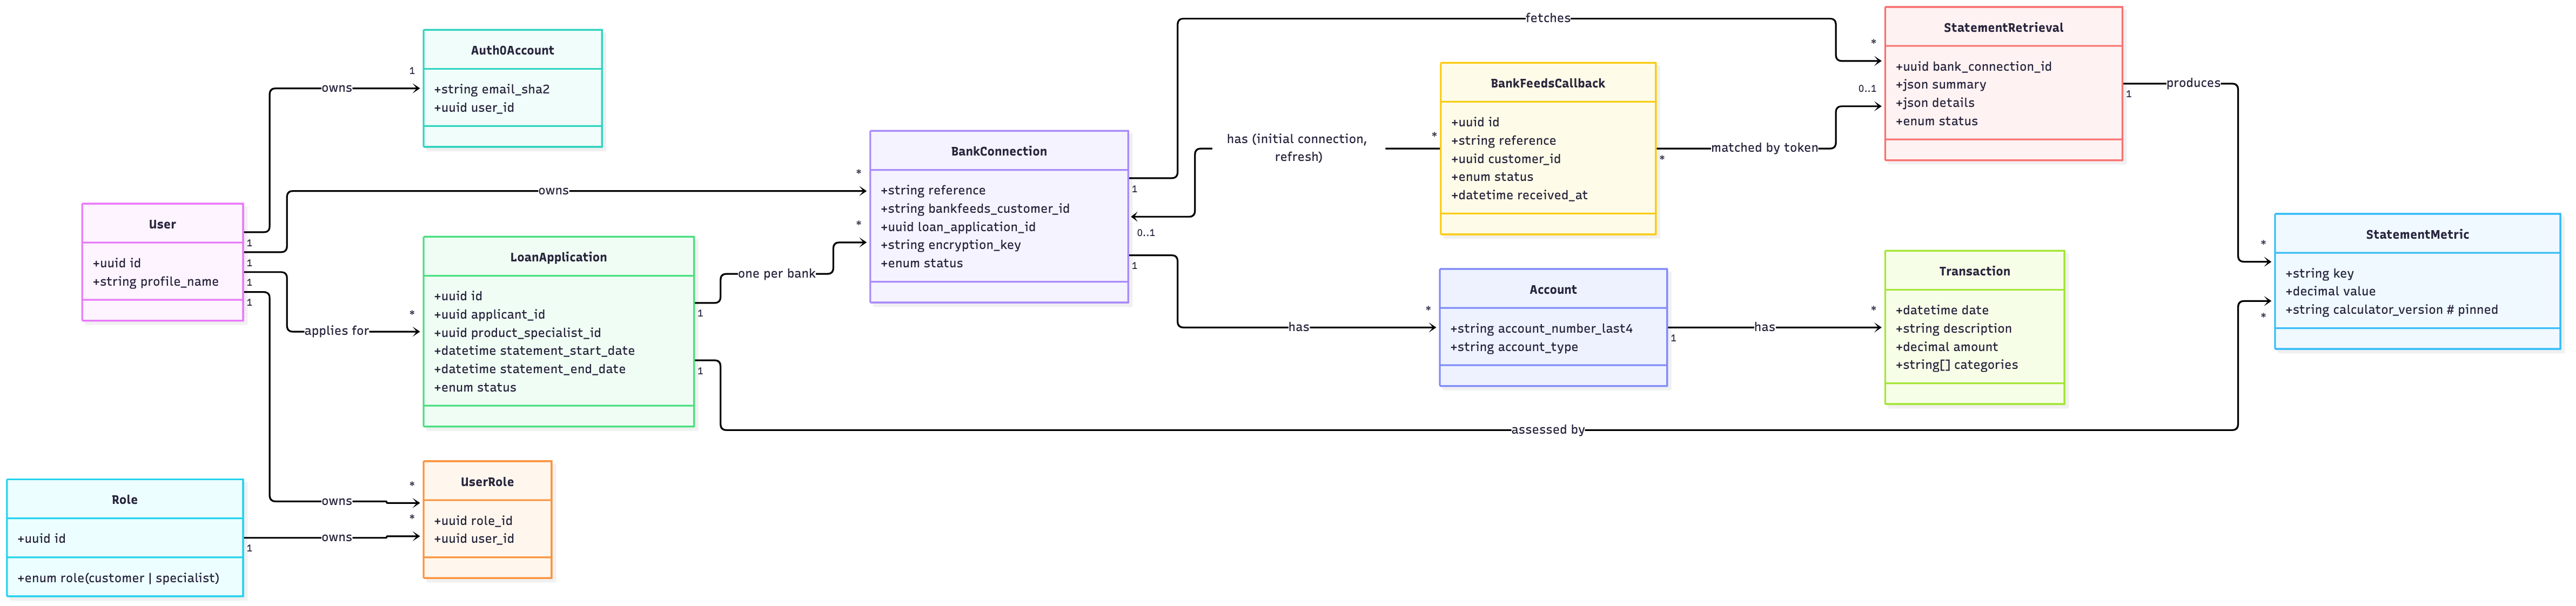 Auth0Account
+string email_sha2
+uuid user_id
owns
1
User
+uuid id
+string profile_name
1
1
1
1
owns
*
applies for
*
LoanApplication
+uuid id
+uuid applicant_id
+uuid product_specialist_id
+datetime statement_start_date
+datetime statement_end_date
+enum status
one per bank
1
*
1
assessed by
*
Role
+uuid id
+enum role(customer | specialist)
owns
*
owns
1
*
UserRole
+uuid role_id
+uuid user_id
BankConnection
+string reference
+string bankfeeds_customer_id
+uuid loan_application_id
+string encryption_key
+enum status
1
fetches
*
has (initial connection,
refresh)
*
0..1
1
has
*
BankFeedsCallback
+uuid id
+string reference
+uuid customer_id
+enum status
+datetime received_at
*
matched by token
0..1
Account
+string account_number_last4
+string account_type
1
has
*
StatementRetrieval
+uuid bank_connection_id
+json summary
+json details
+enum status
1
produces
*
Transaction
+datetime date
+string description
+decimal amount
+string[] categories
StatementMetric
+string key
+decimal value
+string calculator_version # pinned